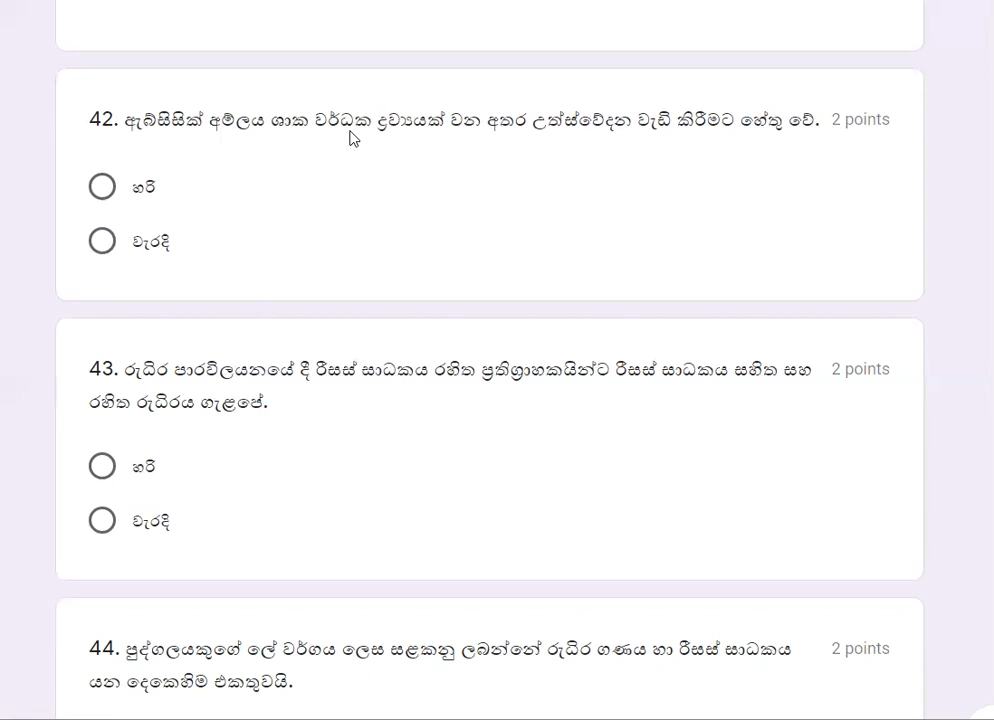 42. ඇබ්සිසික් අම්ලය ශාක වර්ධක ද්‍රව්‍යයක් වන අතර උත්ස්වේදන වැඩි කිරීමට හේතු වේ. 2 points
හරි
වැරදි
43. රුධිර පාරවිලයනයේ දී රීසස් සාධකය රහිත ප්‍රතිග්‍රාහකයින්ට රීසස් සාධකය සහිත සහ 2 points
රහිත රුධිරය ගැළපේ.
හරි
වැරදි
44. පුද්ගලයකුගේ ලේ වර්ගය ලෙස සළකනු ලබන්නේ රුධිර ගණය හා රීසස් සාධකය 2 points
යන දෙකෙහිම එකතුවයි.